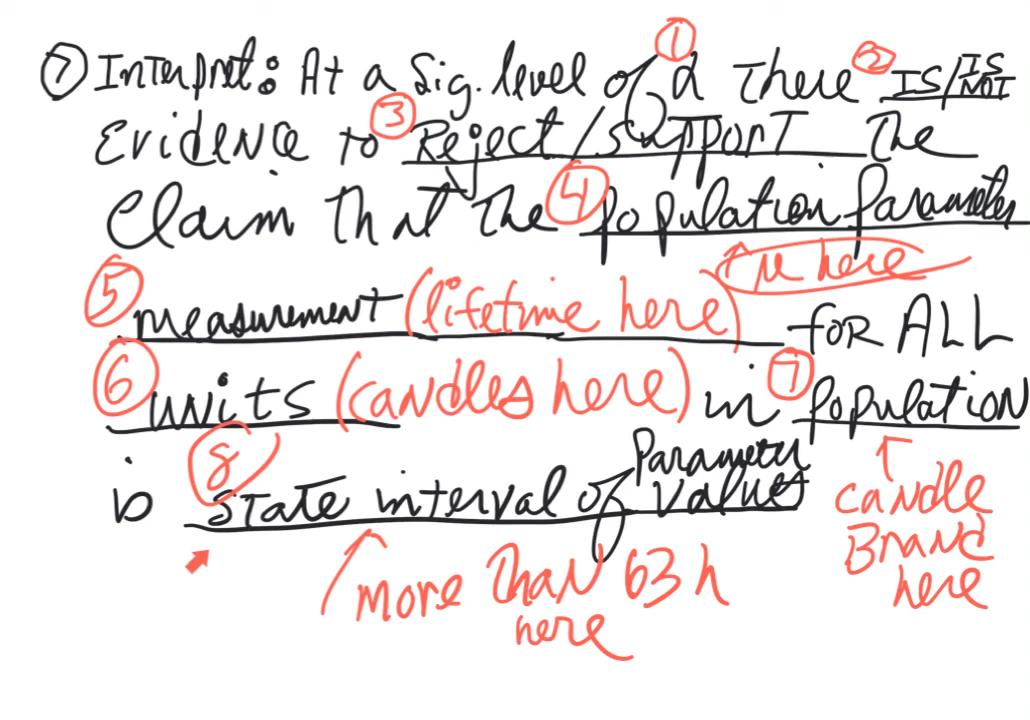 ⑦ Interpret: At a Sig. level of ① α There ② IS/IS NOT
Evidence to ③ Reject/support The
Claim That The ④ population parameter
↑ μ here
⑤ measurement (lifetime here) for ALL
⑥ units (candles here) in ⑦ population
is ⑧ State interval of Parameter Values
candle
Brand
here
more Than 63 h
here